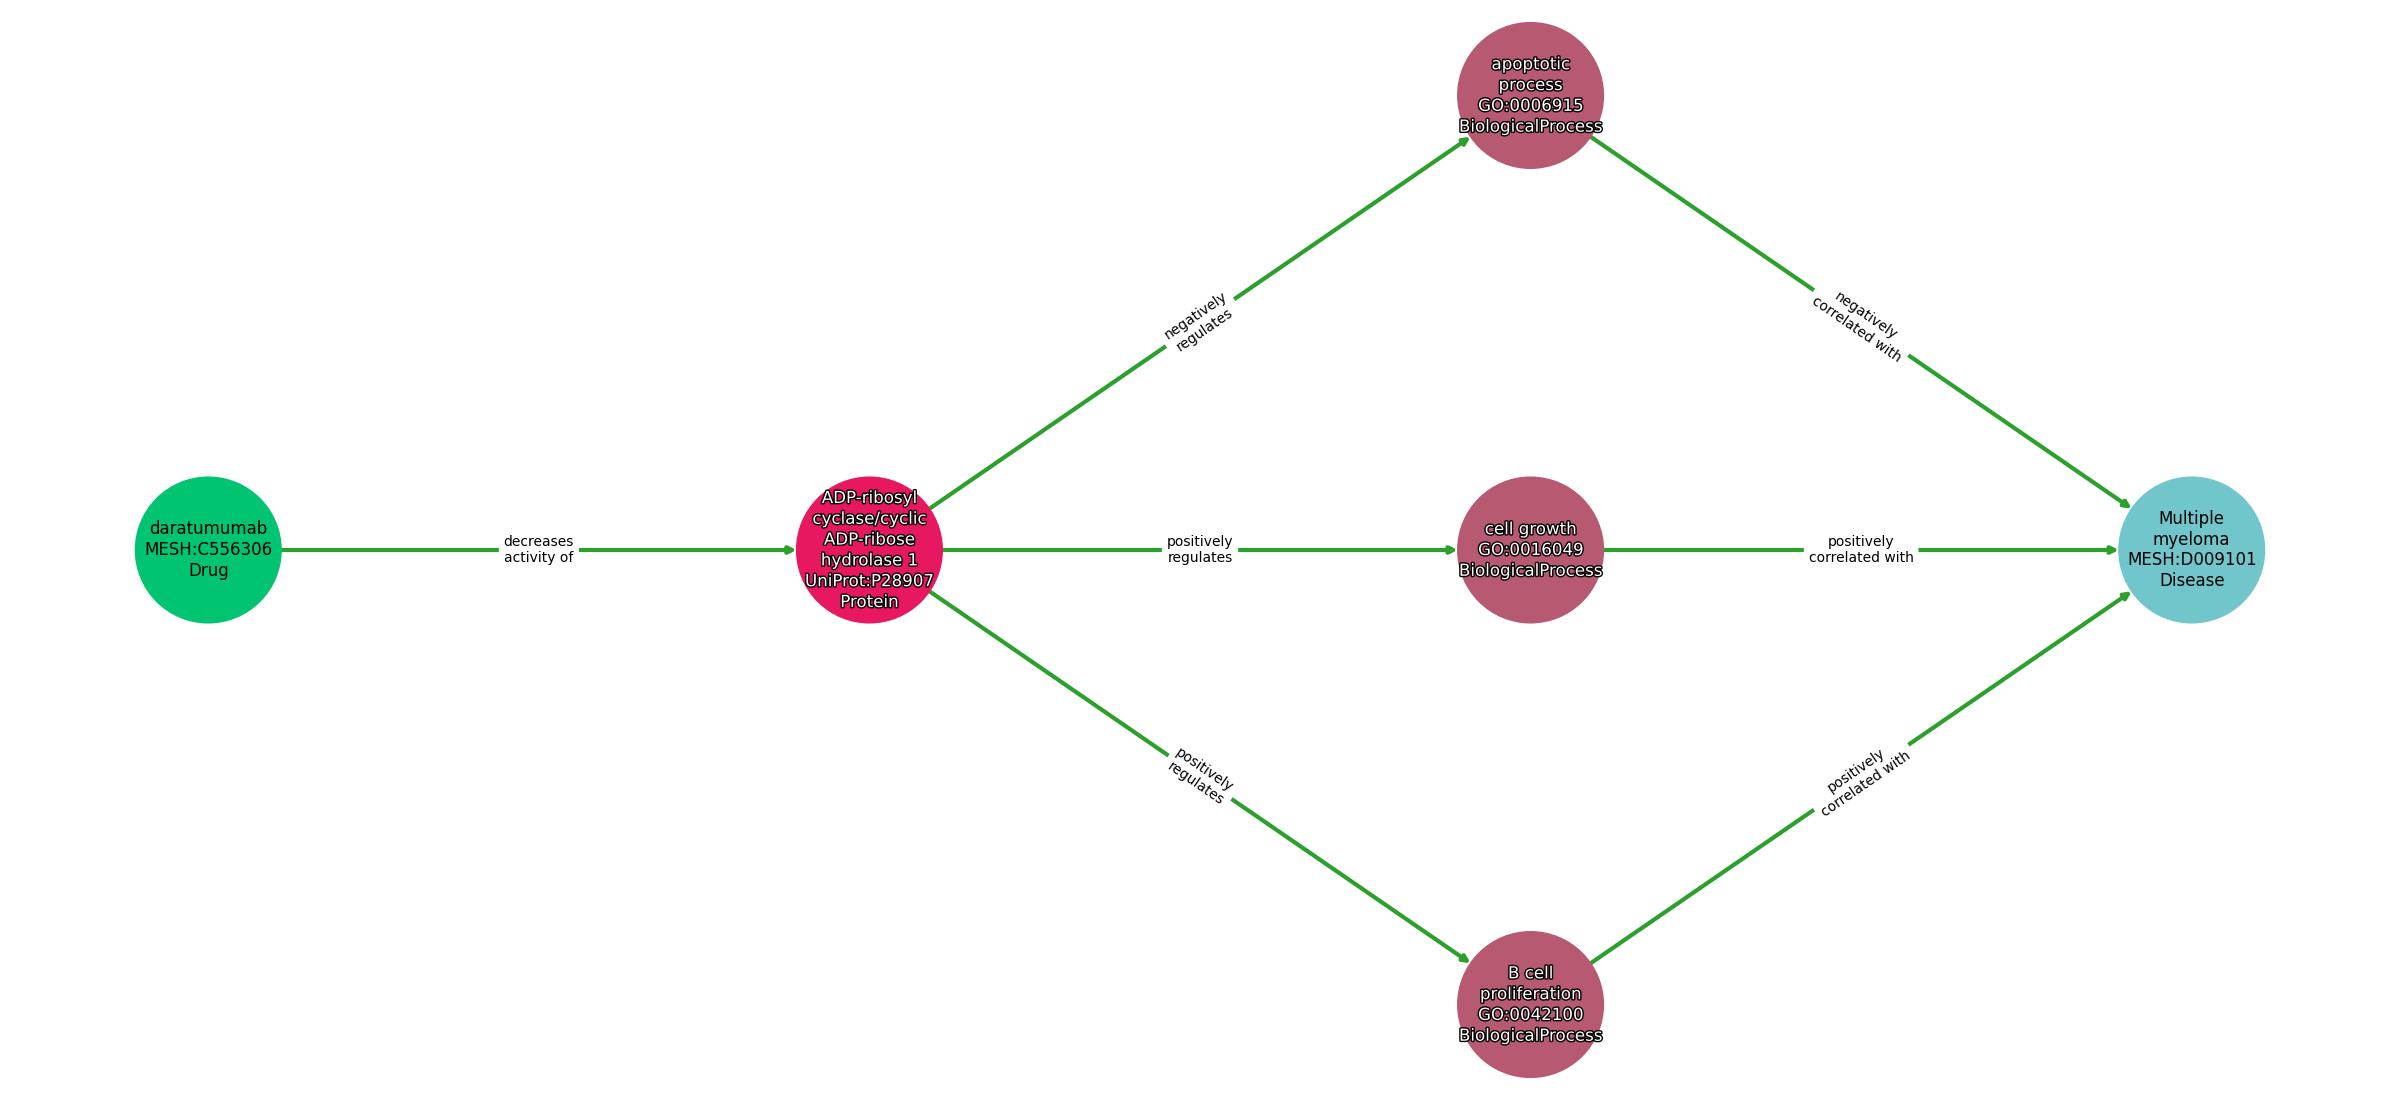 apoptotic
process
GO:0006915
BiologicalProcess
negatively
regulates
negatively
correlated with
daratumumab
MESH:C556306
Drug
decreases
activity of
ADP-ribosyl
cyclase/cyclic
ADP-ribose
hydrolase 1
UniProt:P28907
Protein
positively
regulates
cell growth
GO:0016049
BiologicalProcess
positively
correlated with
Multiple
myeloma
MESH:D009101
Disease
positively
regulates
positively
correlated with
B cell
proliferation
GO:0042100
BiologicalProcess